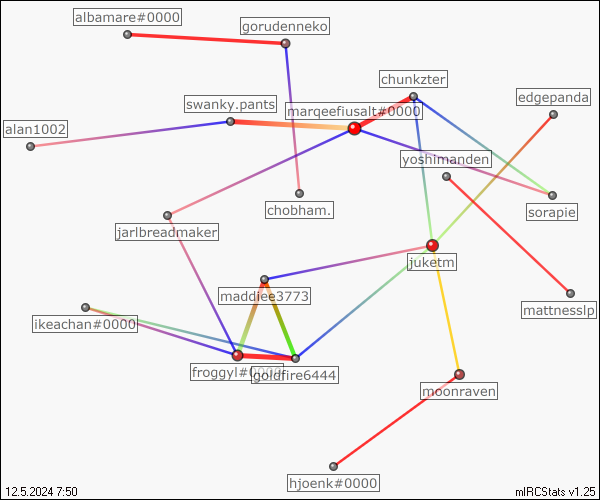 albamare#0000
gorudenneko
chunkzter
edgepanda
swanky.pants
marqeefiusalt#0000
alan1002
yoshimanden
chobham.
sorapie
jarlbreadmaker
juketm
maddiee3773
mattnesslp
ikeachan#0000
froggyl#0000
goldfire6444
moonraven
hjoenk#0000
12.5.2024 7:50
mIRCStats v1.25